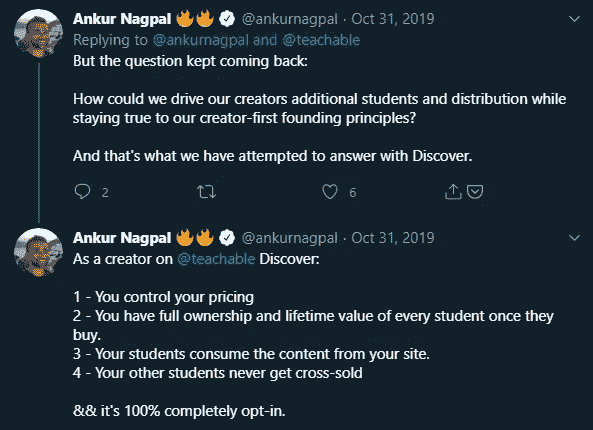 Ankur Nagpal 🔥🔥 @ankurnagpal · Oct 31, 2019
Replying to @ankurnagpal and @teachable
But the question kept coming back:
How could we drive our creators additional students and distribution while
staying true to our creator-first founding principles?
And that's what we have attempted to answer with Discover.
2 6
Ankur Nagpal 🔥🔥 @ankurnagpal · Oct 31, 2019
As a creator on @teachable Discover:
1 - You control your pricing
2 - You have full ownership and lifetime value of every student once they
buy.
3 - Your students consume the content from your site.
4 - Your other students never get cross-sold
&& it's 100% completely opt-in.